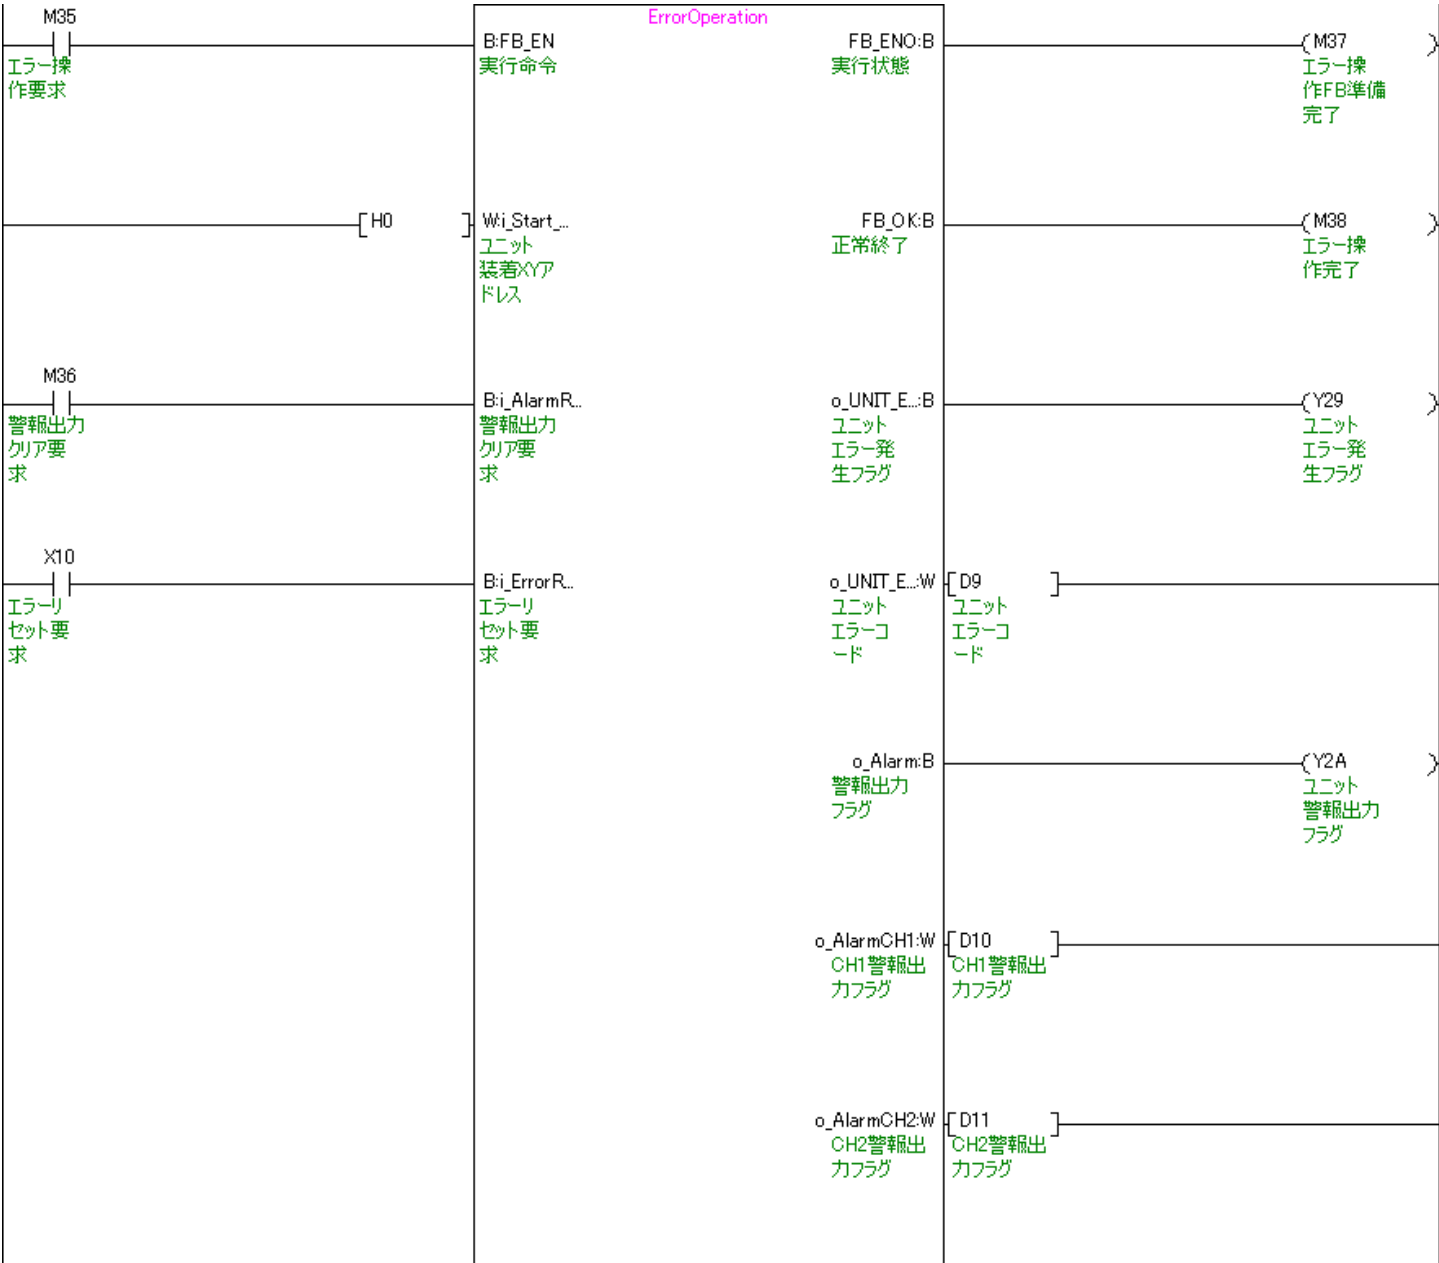 ErrorOperation
M35
エラー操
作要求
B:FB_EN
実行命令
FB_ENO:B
実行状態
M37
エラー操
作FB準備
完了
H0
W:i_Start_...
ユニット
装着XYア
ドレス
FB_OK:B
正常終了
M38
エラー操
作完了
M36
警報出力
クリア要
求
B:i_AlarmR...
警報出力
クリア要
求
o_UNIT_E...:B
ユニット
エラー発
生フラグ
Y29
ユニット
エラー発
生フラグ
X10
エラーリ
セット要
求
B:i_ErrorR...
エラーリ
セット要
求
o_UNIT_E...:W
ユニット
エラーコ
ード
D9
ユニット
エラーコ
ード
o_Alarm:B
警報出力
フラグ
Y2A
ユニット
警報出力
フラグ
o_AlarmCH1:W
CH1警報出
力フラグ
D10
CH1警報出
力フラグ
o_AlarmCH2:W
CH2警報出
力フラグ
D11
CH2警報出
力フラグ